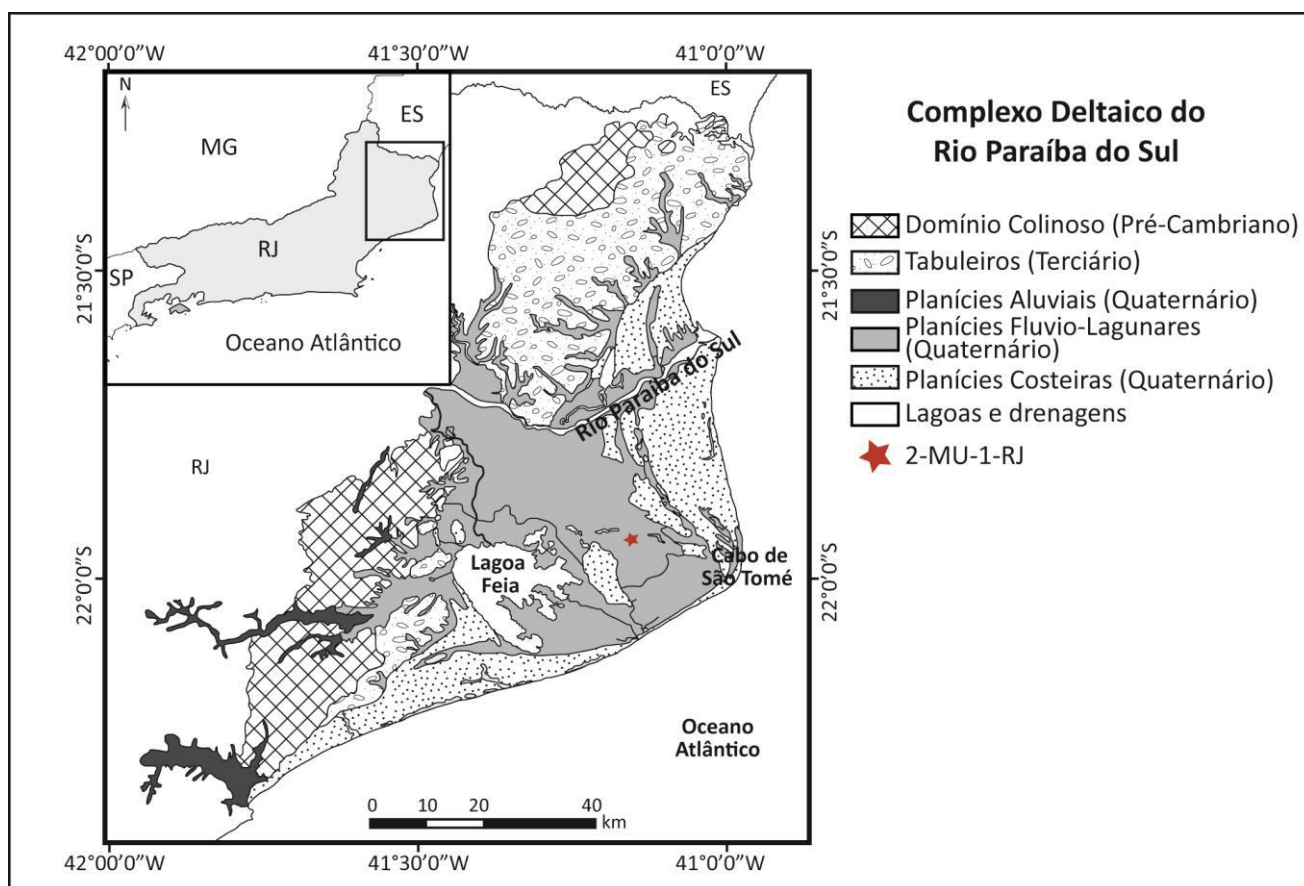 42°00'0"W
41°30'0"W
41°00'0"W
N
ES
MG
RJ
SP
Oceano Atlântico
ES
21°30'0"S
22°0'0"S
21°30'0"S
22°0'0"S
RJ
Rio Paraíba do Sul
Lagoa
Feia
Cabo de
São Tomé
Oceano
Atlântico
0 10 20 40
km
42°00'0"W
41°30'0"W
41°00'0"W
Complexo Deltaico do
Rio Paraíba do Sul
Domínio Colinoso (Pré-Cambriano)
Tabuleiros (Terciário)
Planícies Aluviais (Quaternário)
Planícies Fluvio-Lagunares
(Quaternário)
Planícies Costeiras (Quaternário)
Lagoas e drenagens
2-MU-1-RJ